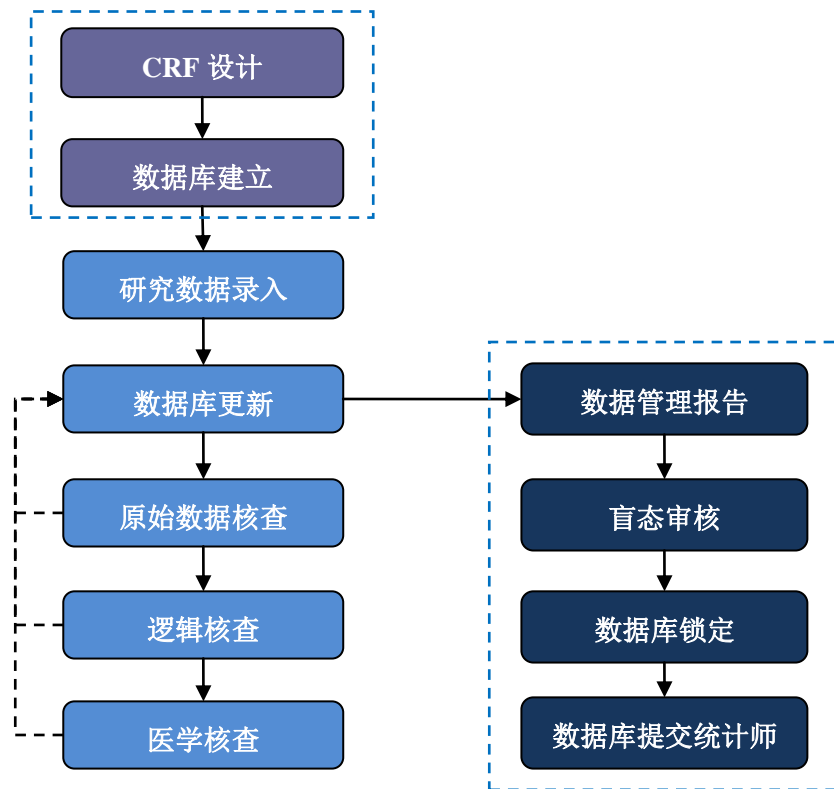 CRF 设计
数据库建立
研究数据录入
数据库更新
原始数据核查
逻辑核查
医学核查
数据管理报告
盲态审核
数据库锁定
数据库提交统计师